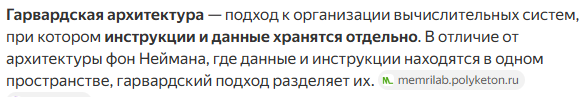 Гарвардская архитектура — подход к организации вычислительных систем,
при котором инструкции и данные хранятся отдельно. В отличие от
архитектуры фон Неймана, где данные и инструкции находятся в одном
пространстве, гарвардский подход разделяет их. memrilab.polyketon.ru